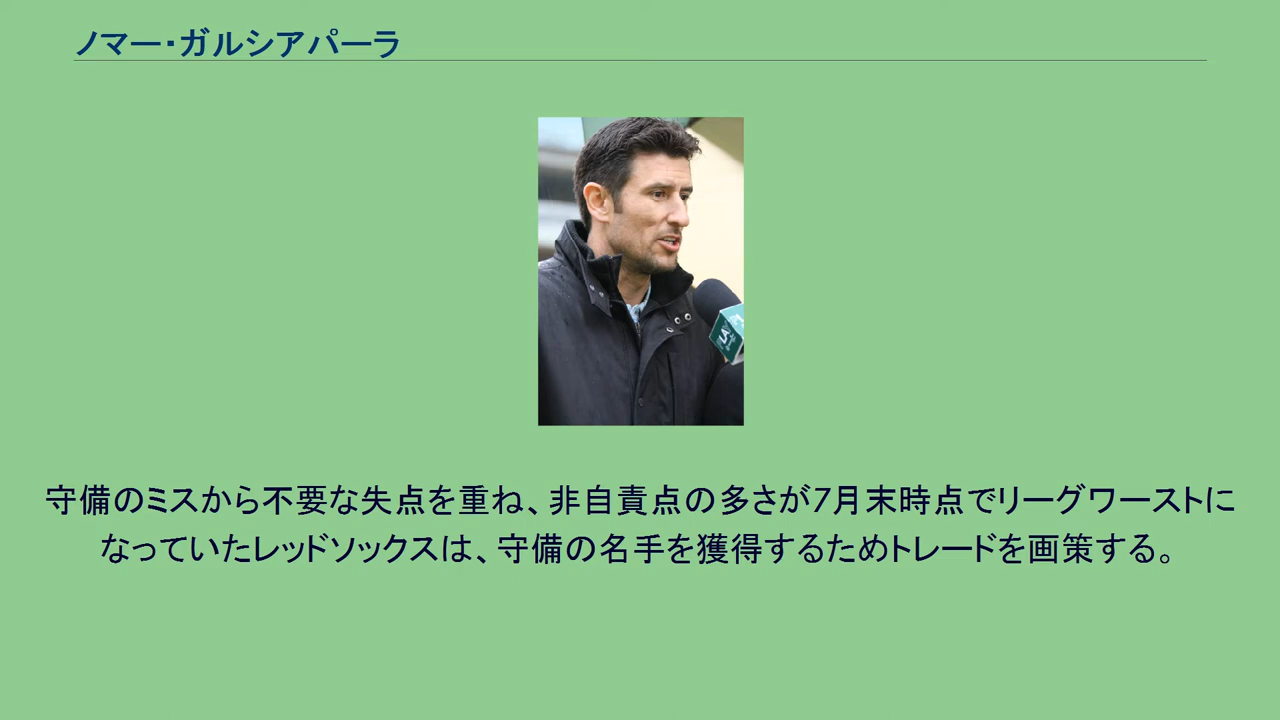 ノマー・ガルシアパーラ
LA
守備のミスから不要な失点を重ね、非自責点の多さが7月末時点でリーグワーストに
なっていたレッドソックスは、守備の名手を獲得するためトレードを画策する。